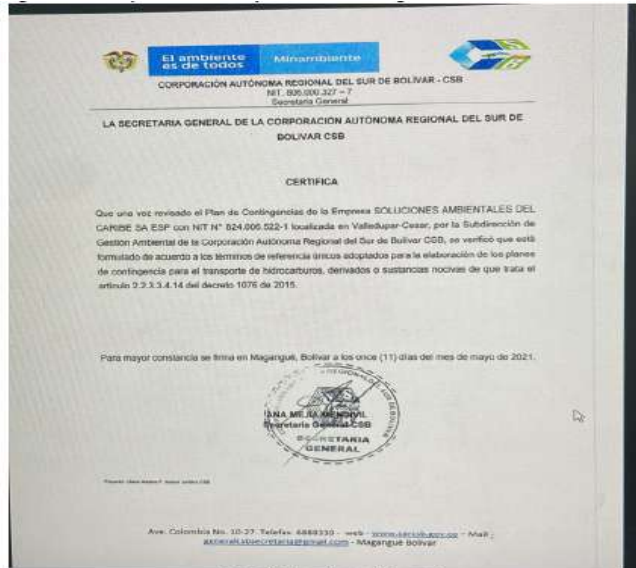 El ambiente
es de todos
Minambiente
CORPORACIÓN AUTÓNOMA REGIONAL DEL SUR DE BOLÍVAR - CSB
NIT. 806.000.327 – 7
Secretaria General
LA SECRETARIA GENERAL DE LA CORPORACIÓN AUTÓNOMA REGIONAL DEL SUR DE
BOLIVAR CSB
CERTIFICA
Que una vez revisado el Plan de Contingencias de la Empresa SOLUCIONES AMBIENTALES DEL
CARIBE SA ESP con NIT N° 824.006.522-1 localizada en Valledupar-Cesar, por la Subdirección de
Gestión Ambiental de la Corporación Autónoma Regional del Sur de Bolívar CSB, se verificó que está
formulado de acuerdo a los términos de referencia únicos adoptados para la elaboración de los planes
de contingencia para el transporte de hidrocarburos, derivados o sustancias nocivas de que trata el
artículo 2.2.3.3.4.14 del decreto 1076 de 2015.
Para mayor constancia se firma en Magangué, Bolívar a los once (11) días del mes de mayo de 2021.
ANA MEJIA MENDIVIL
Secretaria General CSB
SECRETARIA
GENERAL
Ave. Colombia No. 10-27 Telefax 6888330 - web - Mail ;
- Magangué Bolívar